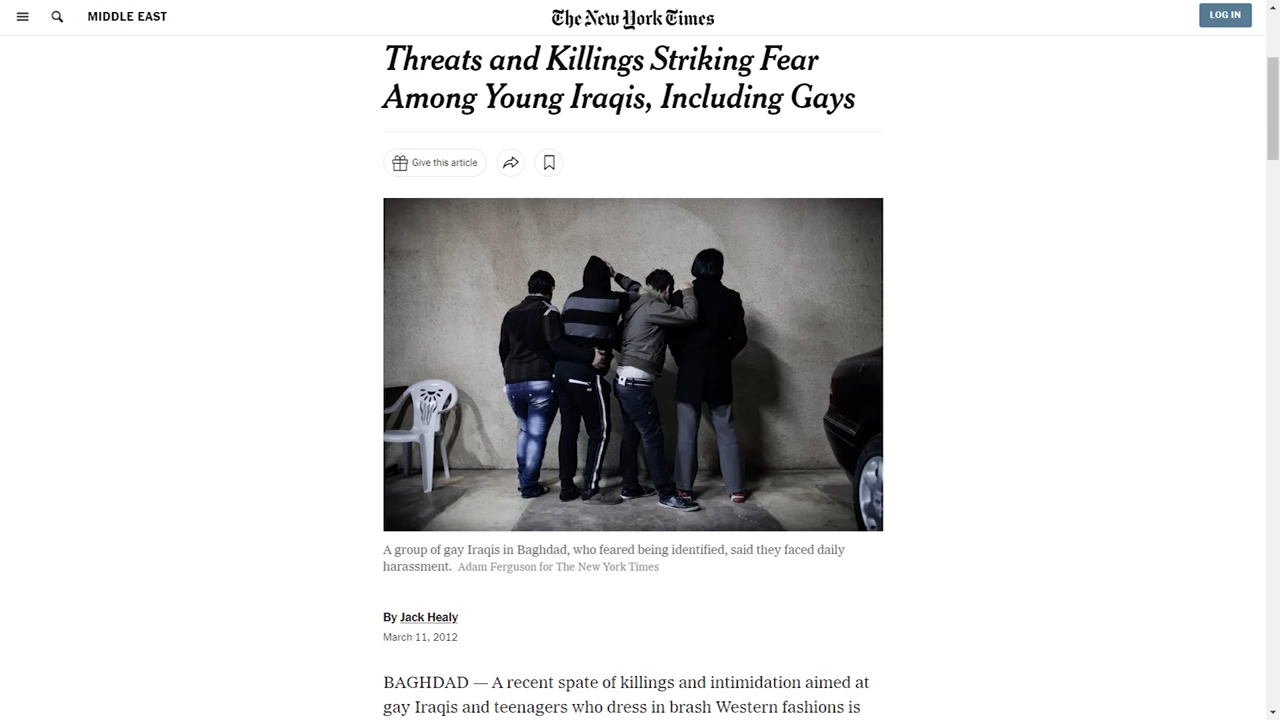 MIDDLE EAST
The New York Times
LOG IN
Threats and Killings Striking Fear
Among Young Iraqis, Including Gays
Give this article
A group of gay Iraqis in Baghdad, who feared being identified, said they faced daily
harassment. Adam Ferguson for The New York Times
By Jack Healy
March 11, 2012
BAGHDAD — A recent spate of killings and intimidation aimed at
gay Iraqis and teenagers who dress in brash Western fashions is